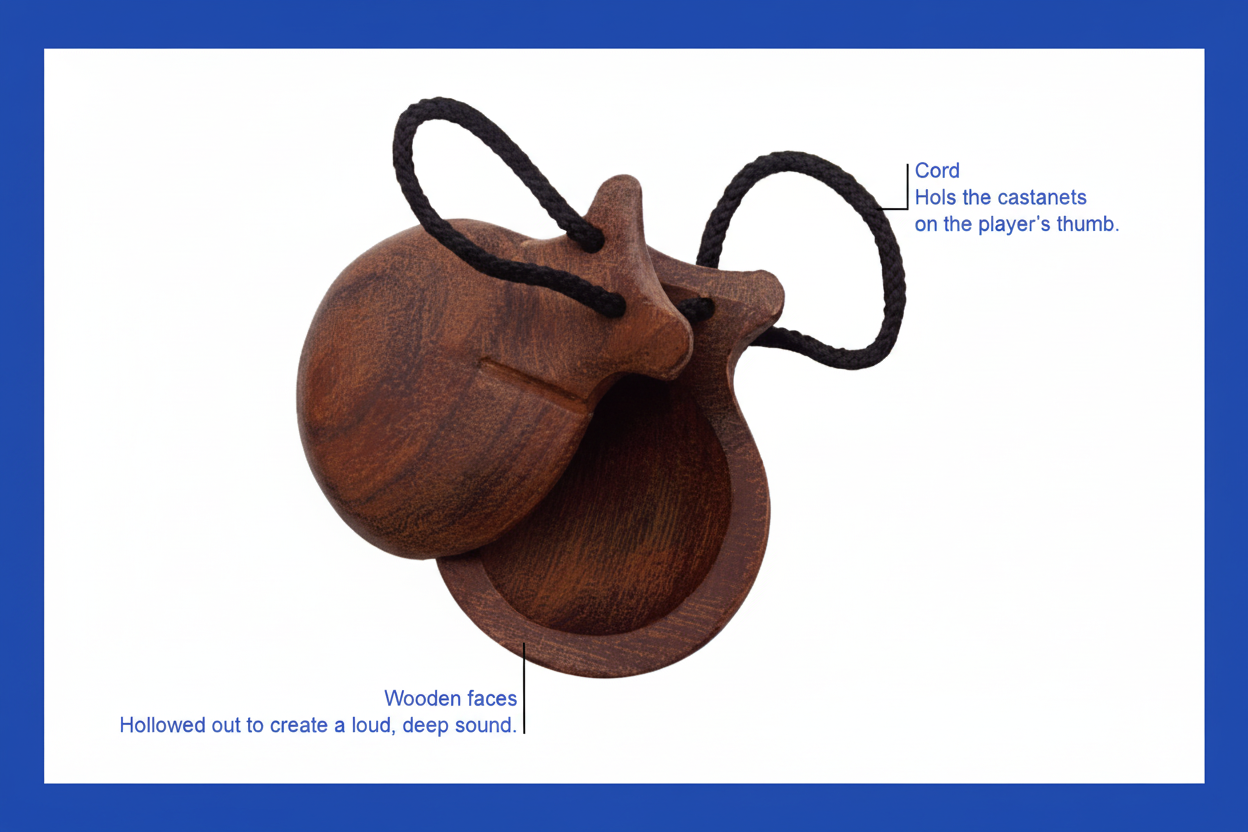 Cord
Hols the castanets
on the player's thumb.
Wooden faces
Hollowed out to create a loud, deep sound.